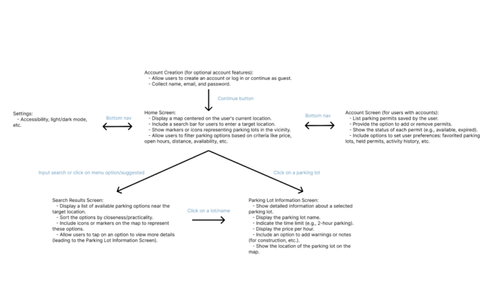 Account Creation (for optional account features):
- Allow users to create an account or log in or continue as guest.
- Collect name, email, and password.
Continue button
Settings:
- Accessibility, light/dark mode,
etc.
Bottom nav
Home Screen:
- Display a map centered on the user's current location.
- Include a search bar for users to enter a target location.
- Show markers or icons representing parking lots in the vicinity.
- Allow users to filter parking options based on criteria like price,
open hours, distance, availability, etc.
Bottom nav
Account Screen (for users with accounts):
- List parking permits saved by the user.
- Provide the option to add or remove permits.
- Show the status of each permit (e.g., available, expired).
- Include options to set user preferences: favorited parking
lots, held permits, activity history, etc.
Input search or click on menu option/suggested
Click on a parking lot
Search Results Screen:
- Display a list of available parking options near the
target location.
- Sort the options by closeness/practicality.
- Include icons or markers on the map to represent
these options.
- Allow users to tap on an option to view more details
(leading to the Parking Lot Information Screen).
Click on a lot/name
Parking Lot Information Screen:
- Show detailed information about a selected
parking lot.
- Display the parking lot name.
- Indicate the time limit (e.g., 2-hour parking).
- Display the price per hour.
- Include an option to add warnings or notes
(for construction, etc.).
- Show the location of the parking lot on the
map.